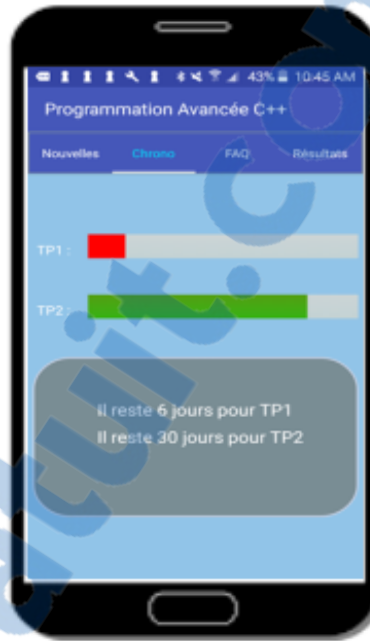 43% 10:45 AM
Programmation Avancée C++
Nouvelles Chrono FAQ Résultats
TP1 :
TP2 :
Il reste 6 jours pour TP1
Il reste 30 jours pour TP2